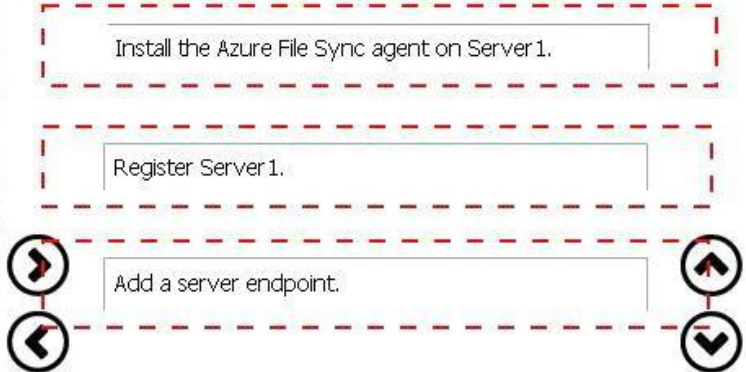 Install the Azure File Sync agent on Server1.
Register Server1.
Add a server endpoint.